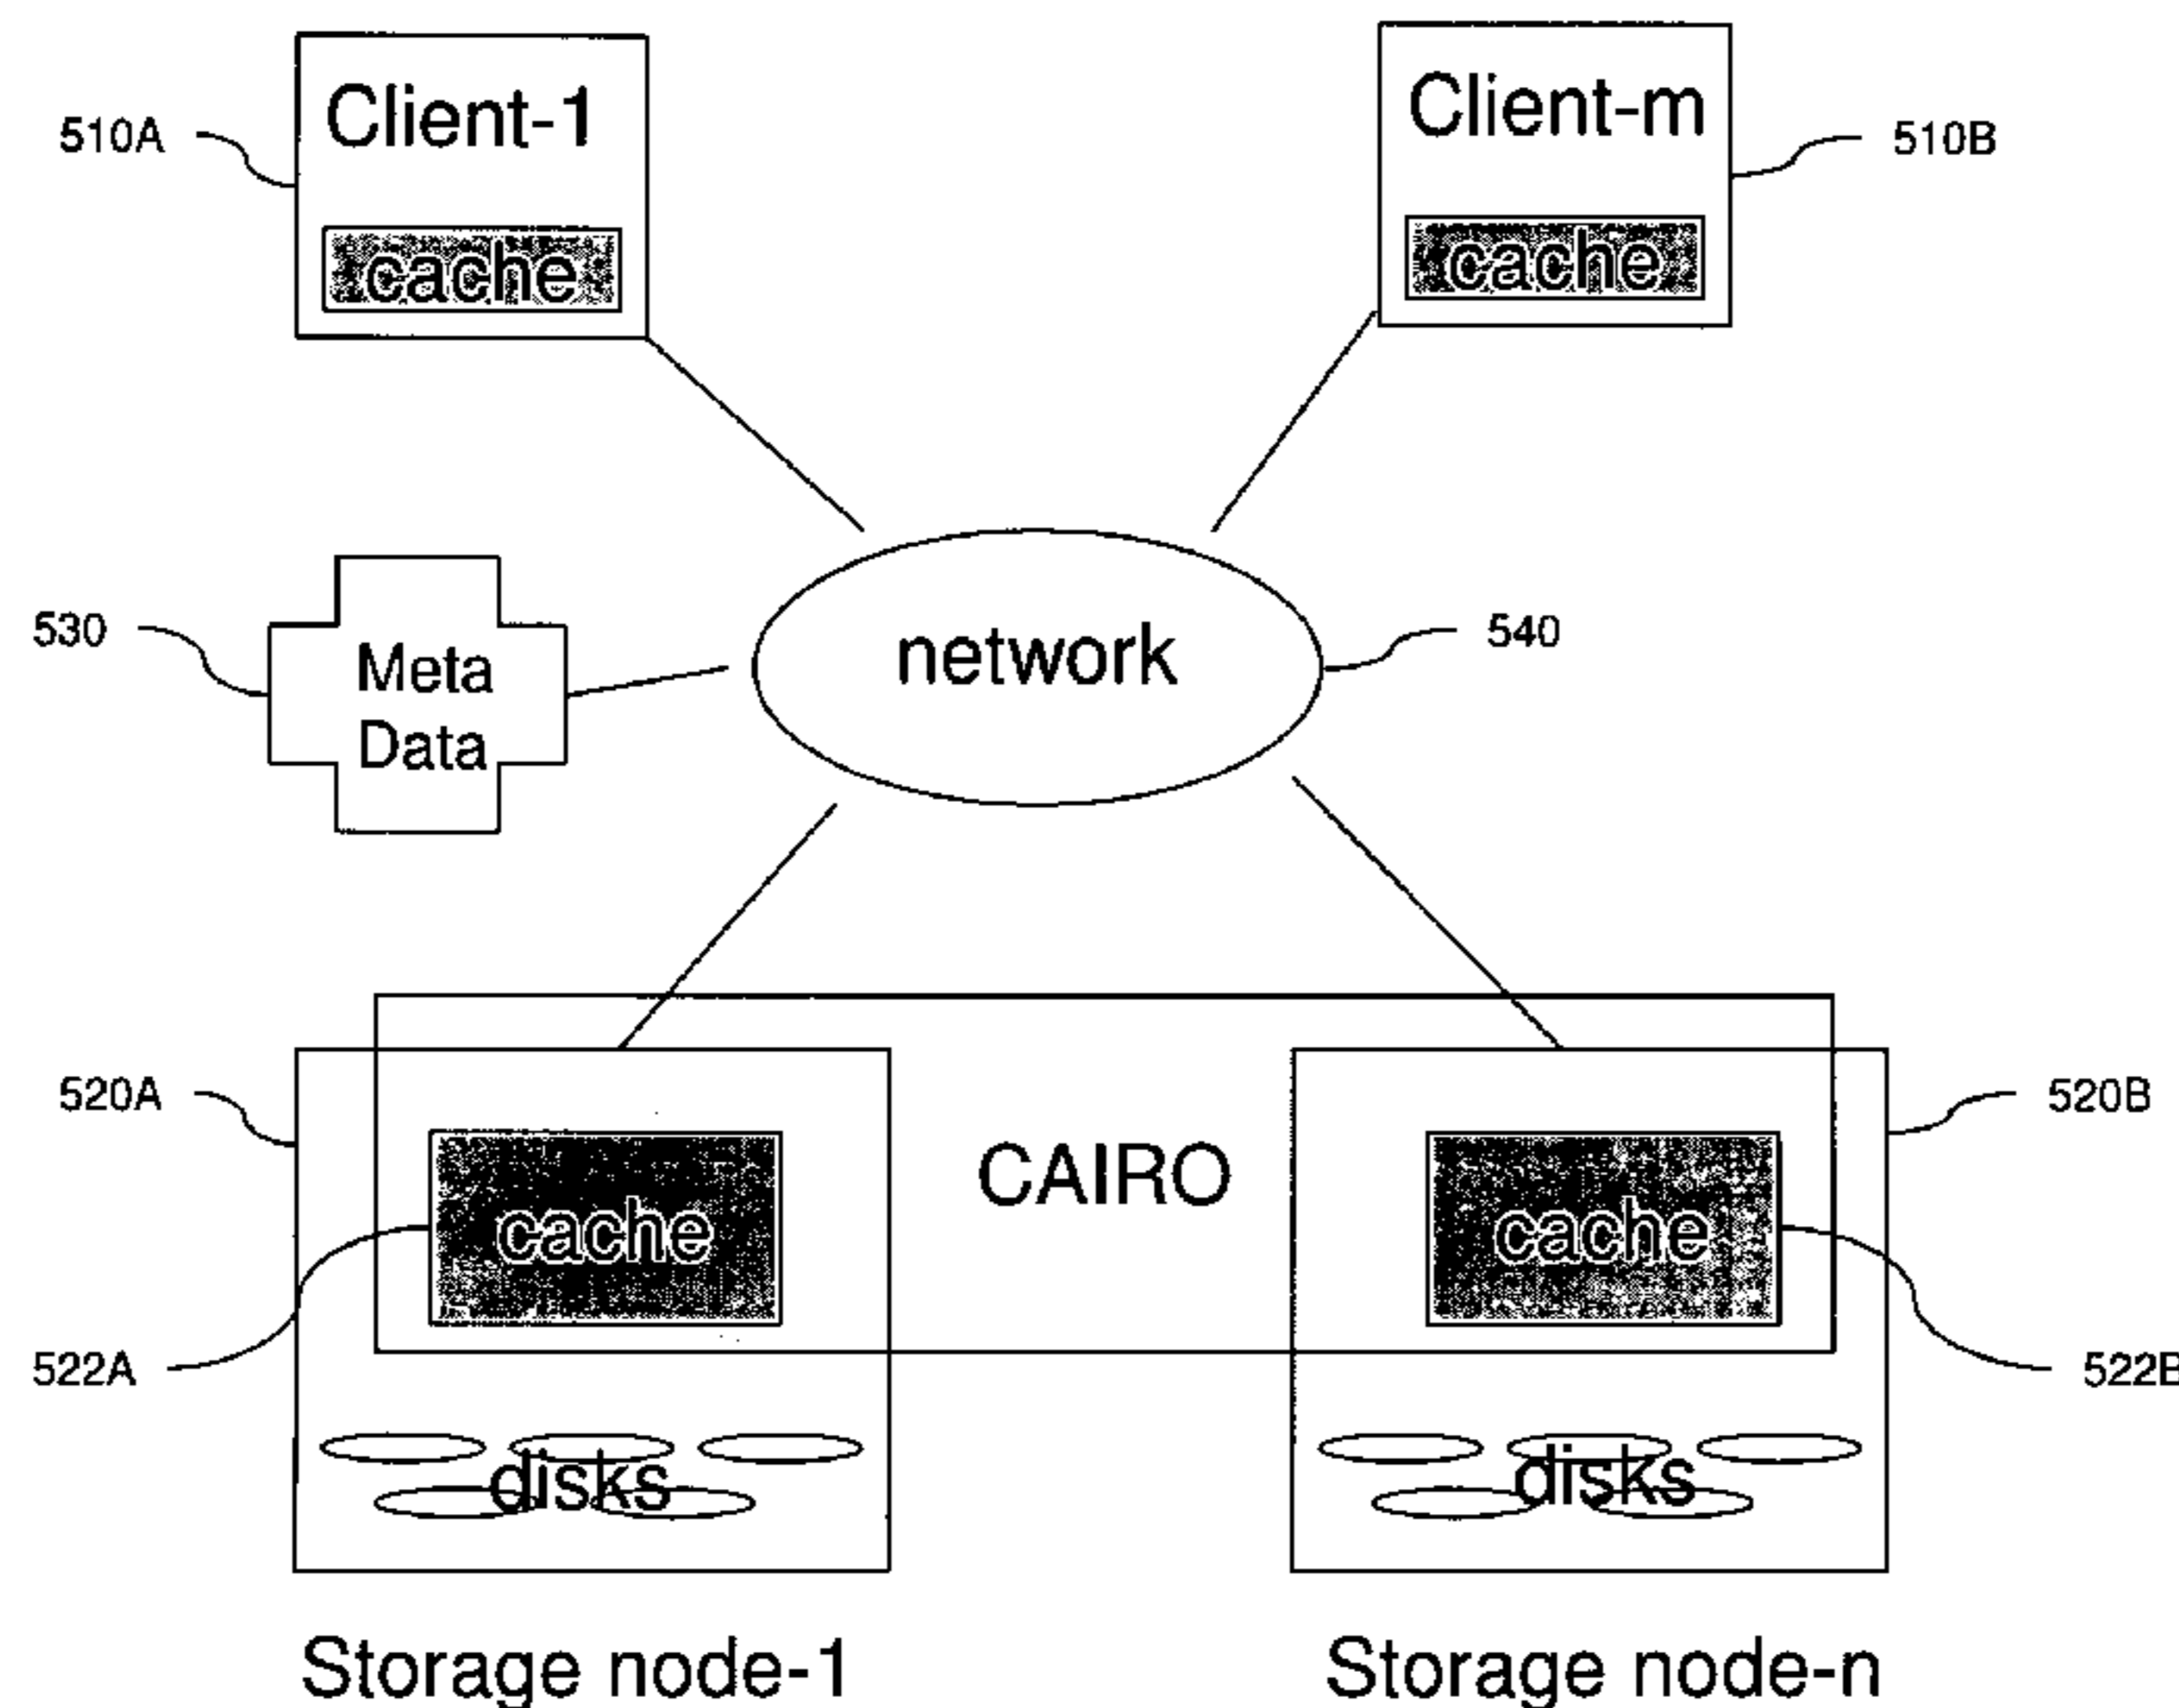 Client-1
Client-m
510A
510B
cache
cache
530
Meta
Data
network
540
520A
520B
CAIRO
cache
cache
522A
522B
disks
disks
Storage node-1
Storage node-n